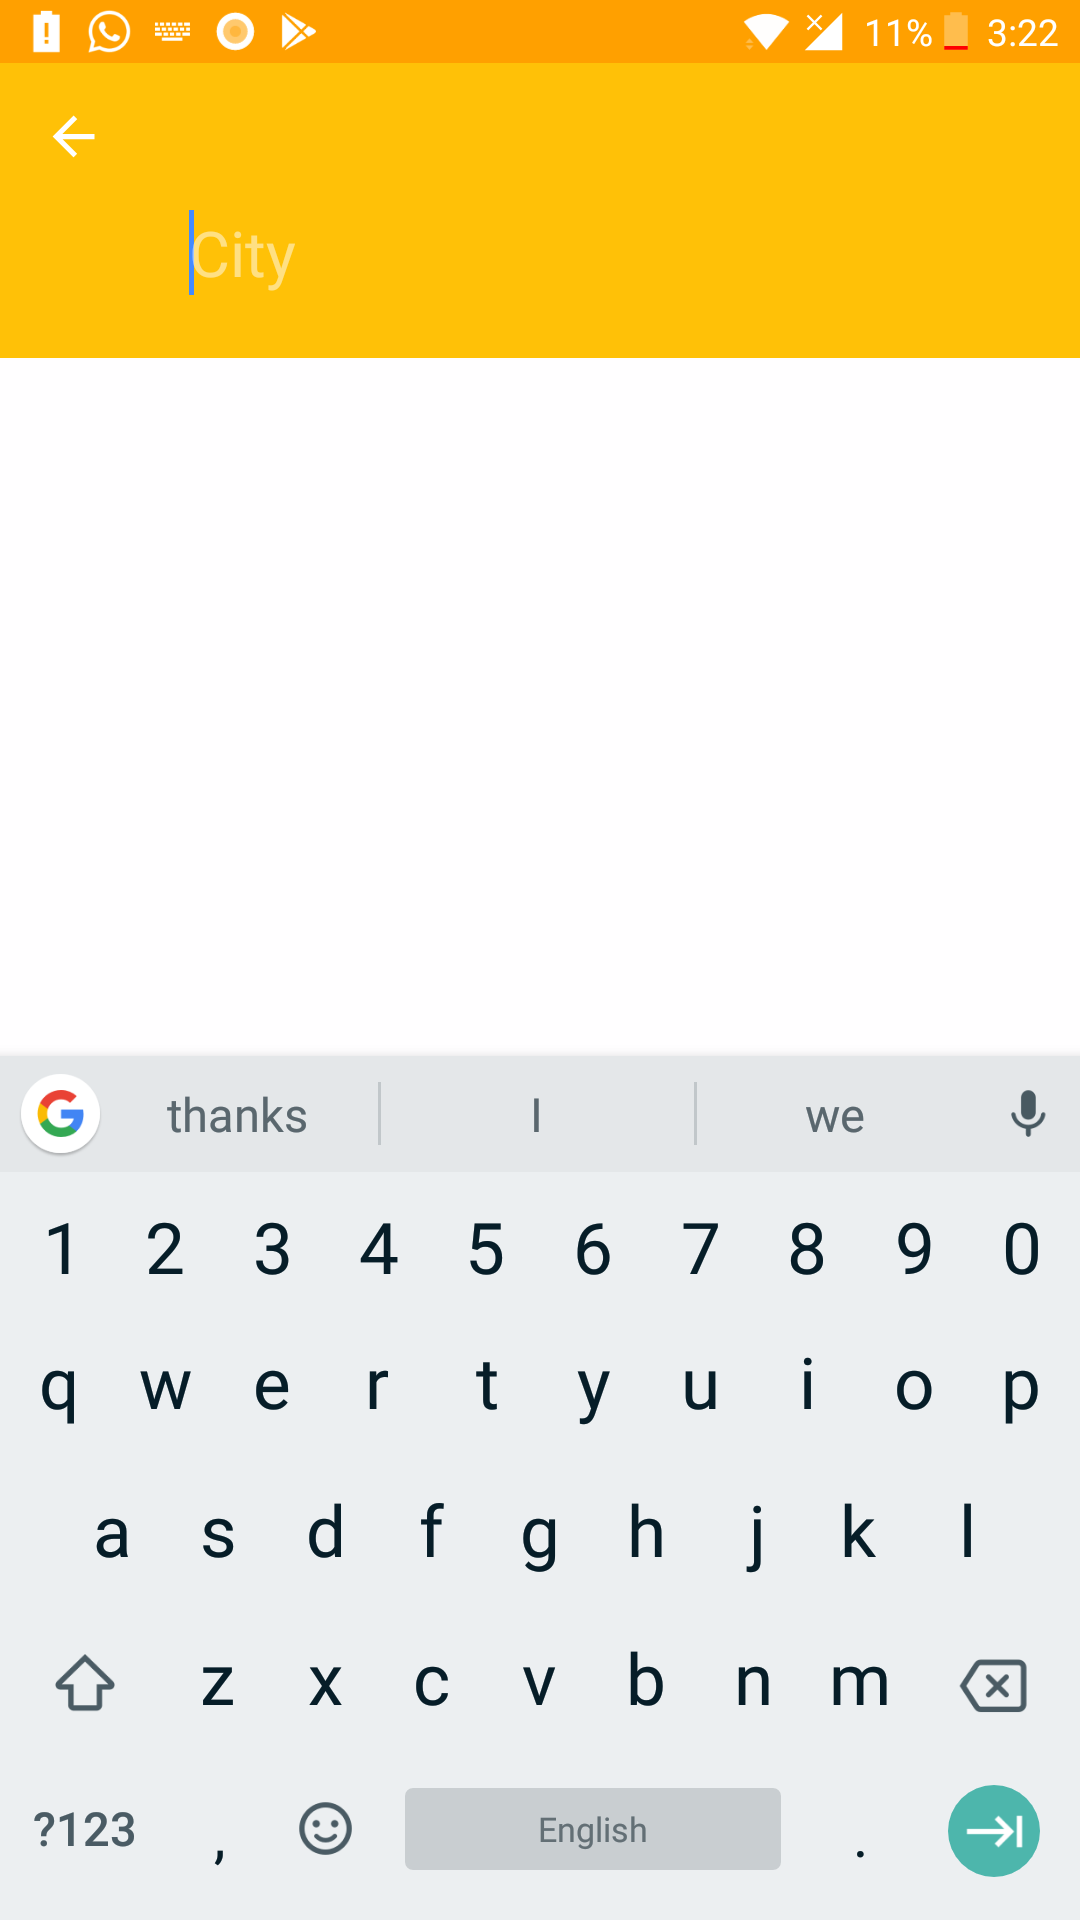 11% 3:22
City
thanks I we
1 2 3 4 5 6 7 8 9 0
q w e r t y u i o p
a s d f g h j k l
z x c v b n m
?123 , English .